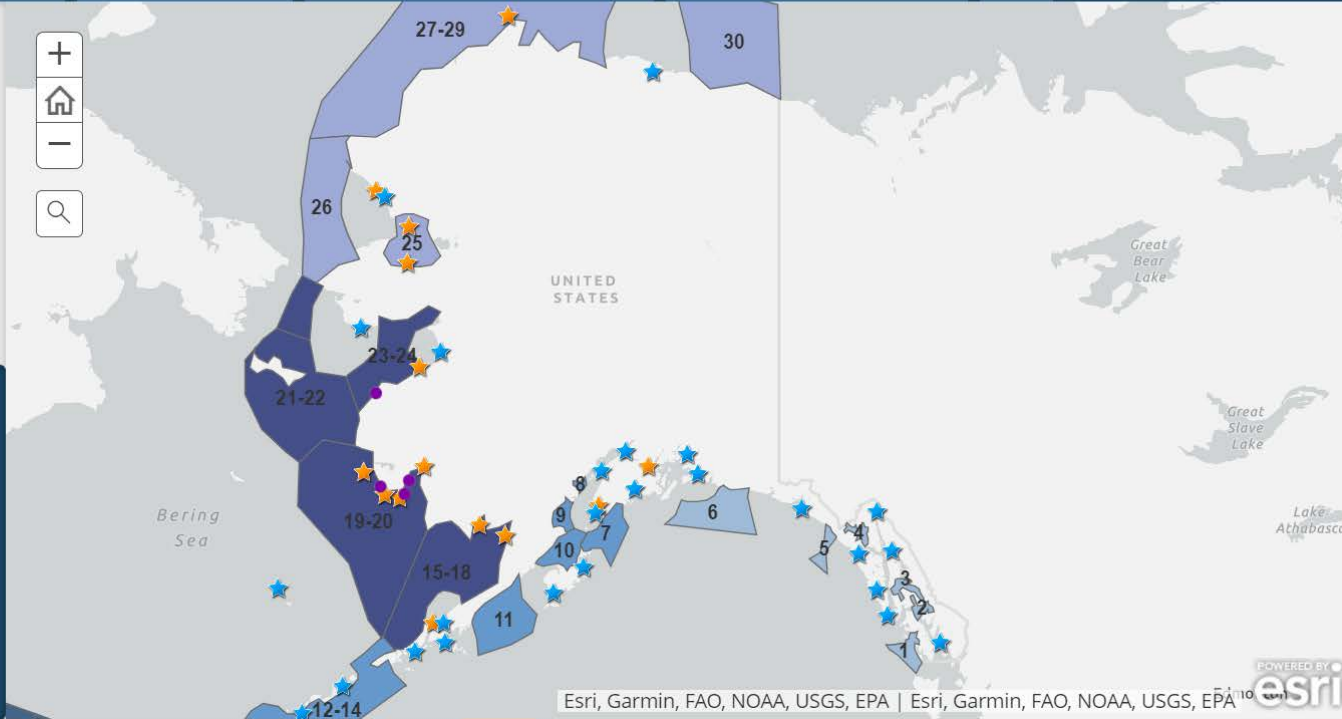 27-29
30
26
25
UNITED
STATES
Great
Bear
Lake
23-24
21-22
Great
Slave
Lake
8
9
7
10
6
5
4
3
2
1
19-20
15-18
11
12-14
Bering
Sea
Lake
POWERED BY
esri
Esri, Garmin, FAO, NOAA, USGS, EPA | Esri, Garmin, FAO, NOAA, USGS, EPA